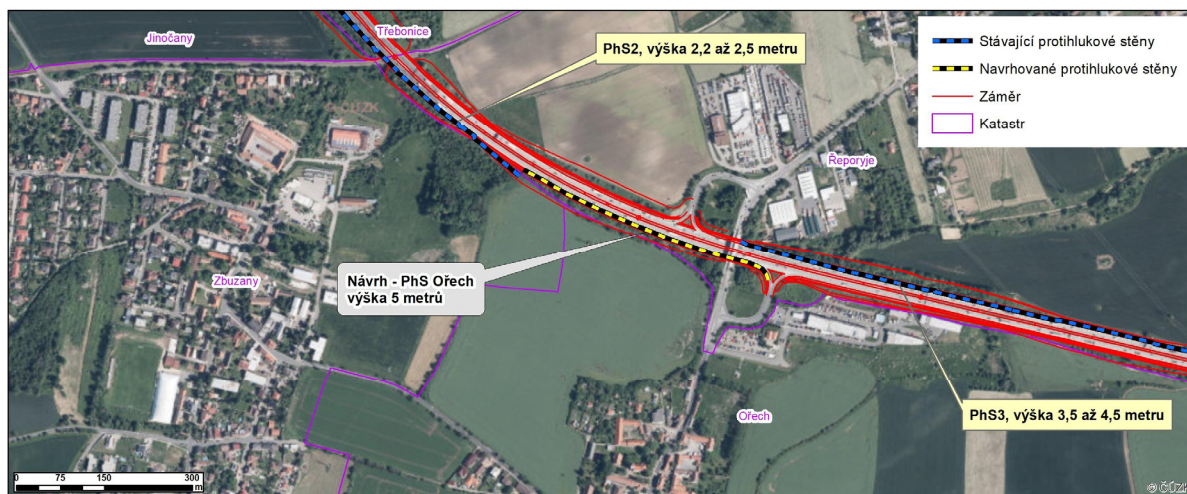 Jinočany
Třebonice
PhS2, výška 2,2 až 2,5 metru
Stávající protihlukové stěny
Navrhované protihlukové stěny
Záměr
Katastr
© ČÚZK
Řeporyje
Zbuzany
Návrh - PhS Ořech
výška 5 metrů
Ořech
PhS3, výška 3,5 až 4,5 metru
0 75 150 300
m
© ČÚZK